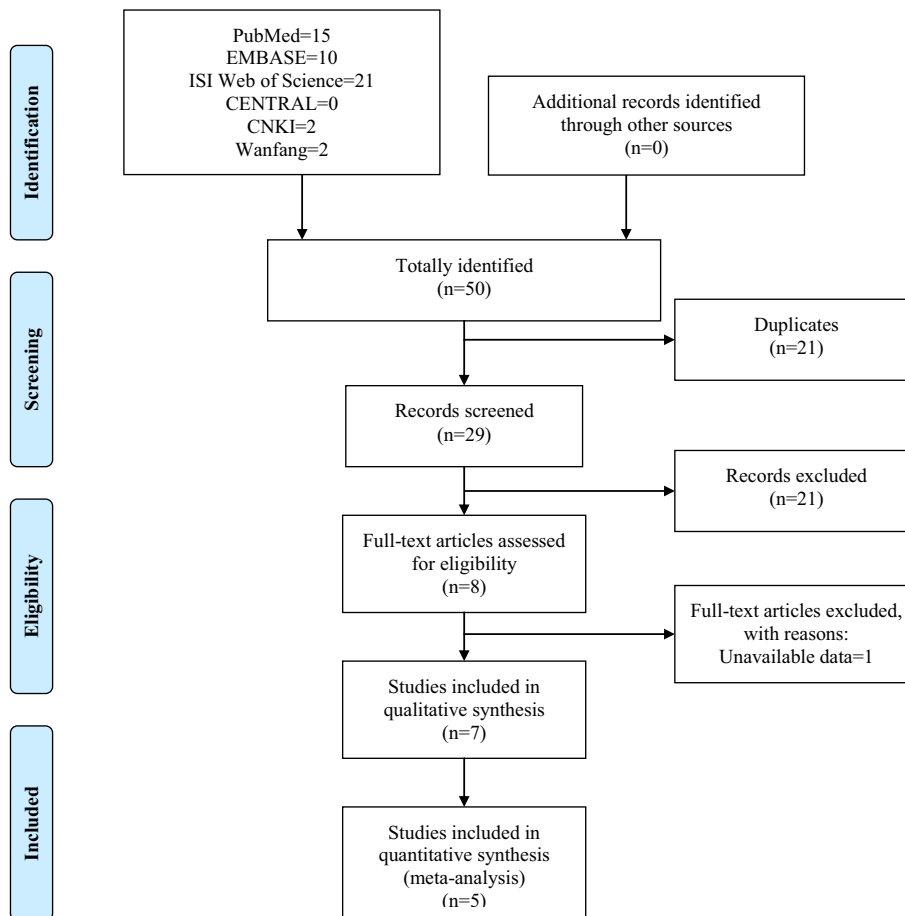 PubMed=15
EMBASE=10
ISI Web of Science=21
CENTRAL=0
CNKI=2
Wanfang=2
Additional records identified
through other sources
(n=0)
Identification
Totally identified
(n=50)
Duplicates
(n=21)
Screening
Records screened
(n=29)
Records excluded
(n=21)
Full-text articles assessed
for eligibility
(n=8)
Eligibility
Full-text articles excluded,
with reasons:
Unavailable data=1
Studies included in
qualitative synthesis
(n=7)
Included
Studies included in
quantitative synthesis
(meta-analysis)
(n=5)